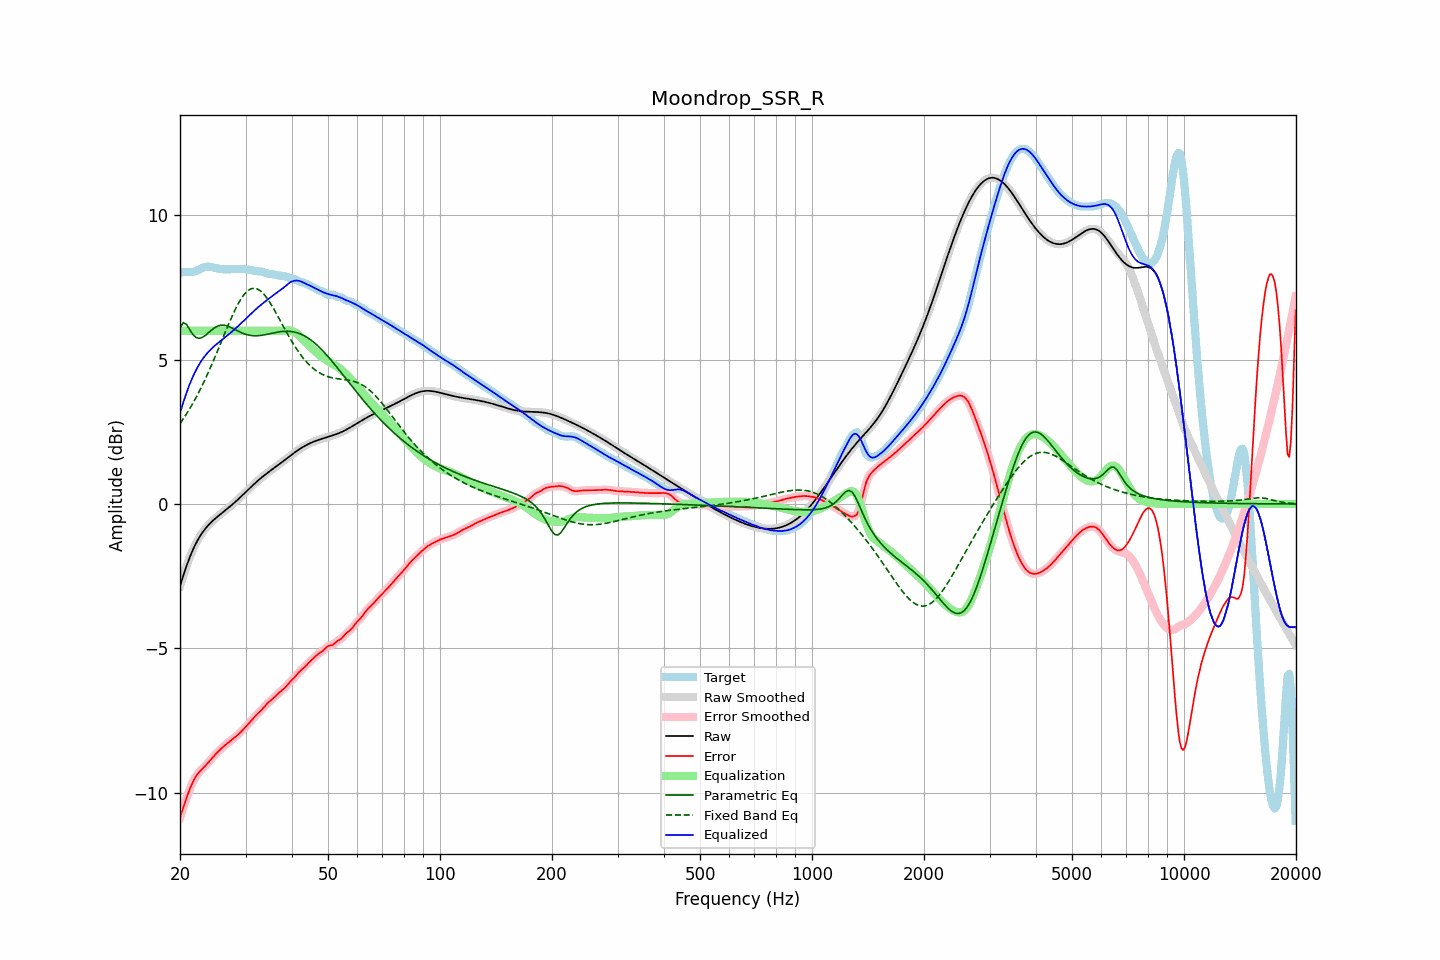 Moondrop_SSR_R
Amplitude (dBr)
10
5
0
−5
−10
Target
Raw Smoothed
Error Smoothed
Raw
Error
Equalization
Parametric Eq
Fixed Band Eq
Equalized
20
50
100
200
500
1000
2000
5000
10000
20000
Frequency (Hz)